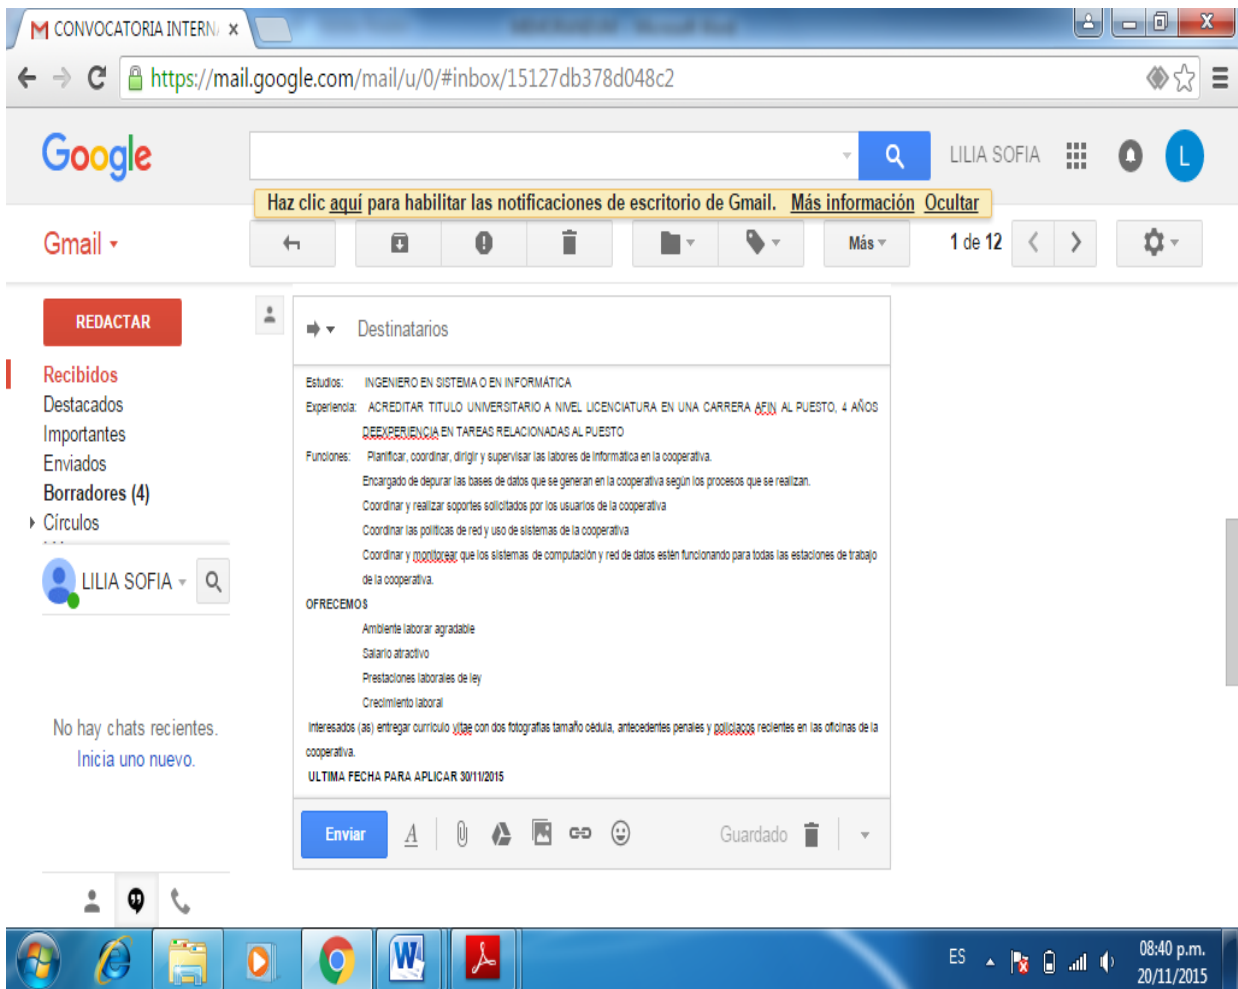 CONVOCATORIA INTERN
https://mail.google.com/mail/u/0/#inbox/15127db378d048c2
Google
LILIA SOFIA
L
Haz clic aquí para habilitar las notificaciones de escritorio de Gmail. Más información Ocultar
Gmail
Más
1 de 12
REDACTAR
Recibidos
Destacados
Importantes
Enviados
Borradores (4)
Círculos
LILIA SOFIA
No hay chats recientes.
Inicia uno nuevo.
Destinatarios
Estudios: INGENIERO EN SISTEMA O EN INFORMÁTICA
Experiencia: ACREDITAR TITULO UNIVERSITARIO A NIVEL LICENCIATURA EN UNA CARRERA AFIN AL PUESTO, 4 AÑOS
DEEXPERIENCIA EN TAREAS RELACIONADAS AL PUESTO
Funciones: Planificar, coordinar, dirigir y supervisar las labores de informática en la cooperativa.
Encargado de depurar las bases de datos que se generan en la cooperativa según los procesos que se realizan.
Coordinar y realizar soportes solicitados por los usuarios de la cooperativa
Coordinar las políticas de red y uso de sistemas de la cooperativa
Coordinar y monitorear que los sistemas de computación y red de datos estén funcionando para todas las estaciones de trabajo
de la cooperativa.
OFRECEMOS
Ambiente laborar agradable
Salario atractivo
Prestaciones laborales de ley
Crecimiento laboral
Interesados (as) entregar currículo vitae con dos fotografías tamaño cédula, antecedentes penales y policiacos recientes en las oficinas de la
cooperativa.
ULTIMA FECHA PARA APLICAR 30/11/2015
Enviar
Guardado
ES
08:40 p.m.
20/11/2015